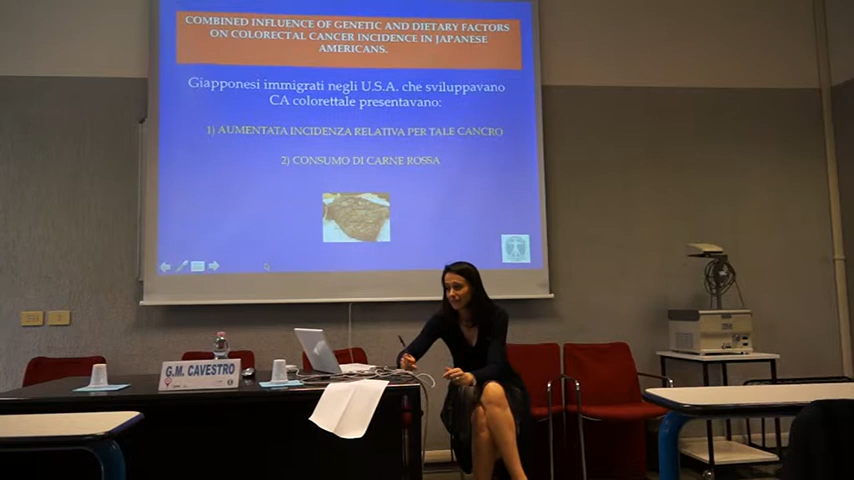 COMBINED INFLUENCE OF GENETIC AND DIETARY FACTORS
ON COLORECTAL CANCER INCIDENCE IN JAPANESE
AMERICANS.
Giapponesi immigrati negli U.S.A. che sviluppavano
CA colorettale presentavano:
1) AUMENTATA INCIDENZA RELATIVA PER TALE CANCRO
2) CONSUMO DI CARNE ROSSA
G.M. CAVESTRO